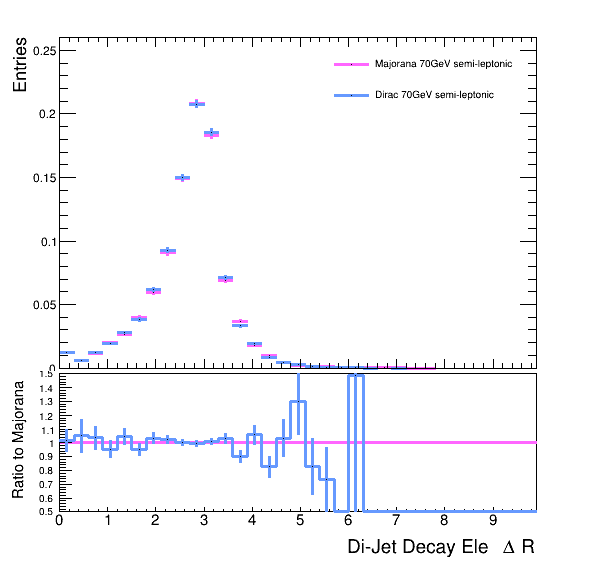 Entries
0.25
0.2
0.15
0.1
0.05
0
Majorana 70GeV semi-leptonic
Dirac 70GeV semi-leptonic
Ratio to Majorana
1.5
1.4
1.3
1.2
1.1
1
0.9
0.8
0.7
0.6
0.5
0 1 2 3 4 5 6 7 8 9
Di-Jet Decay Ele Δ R